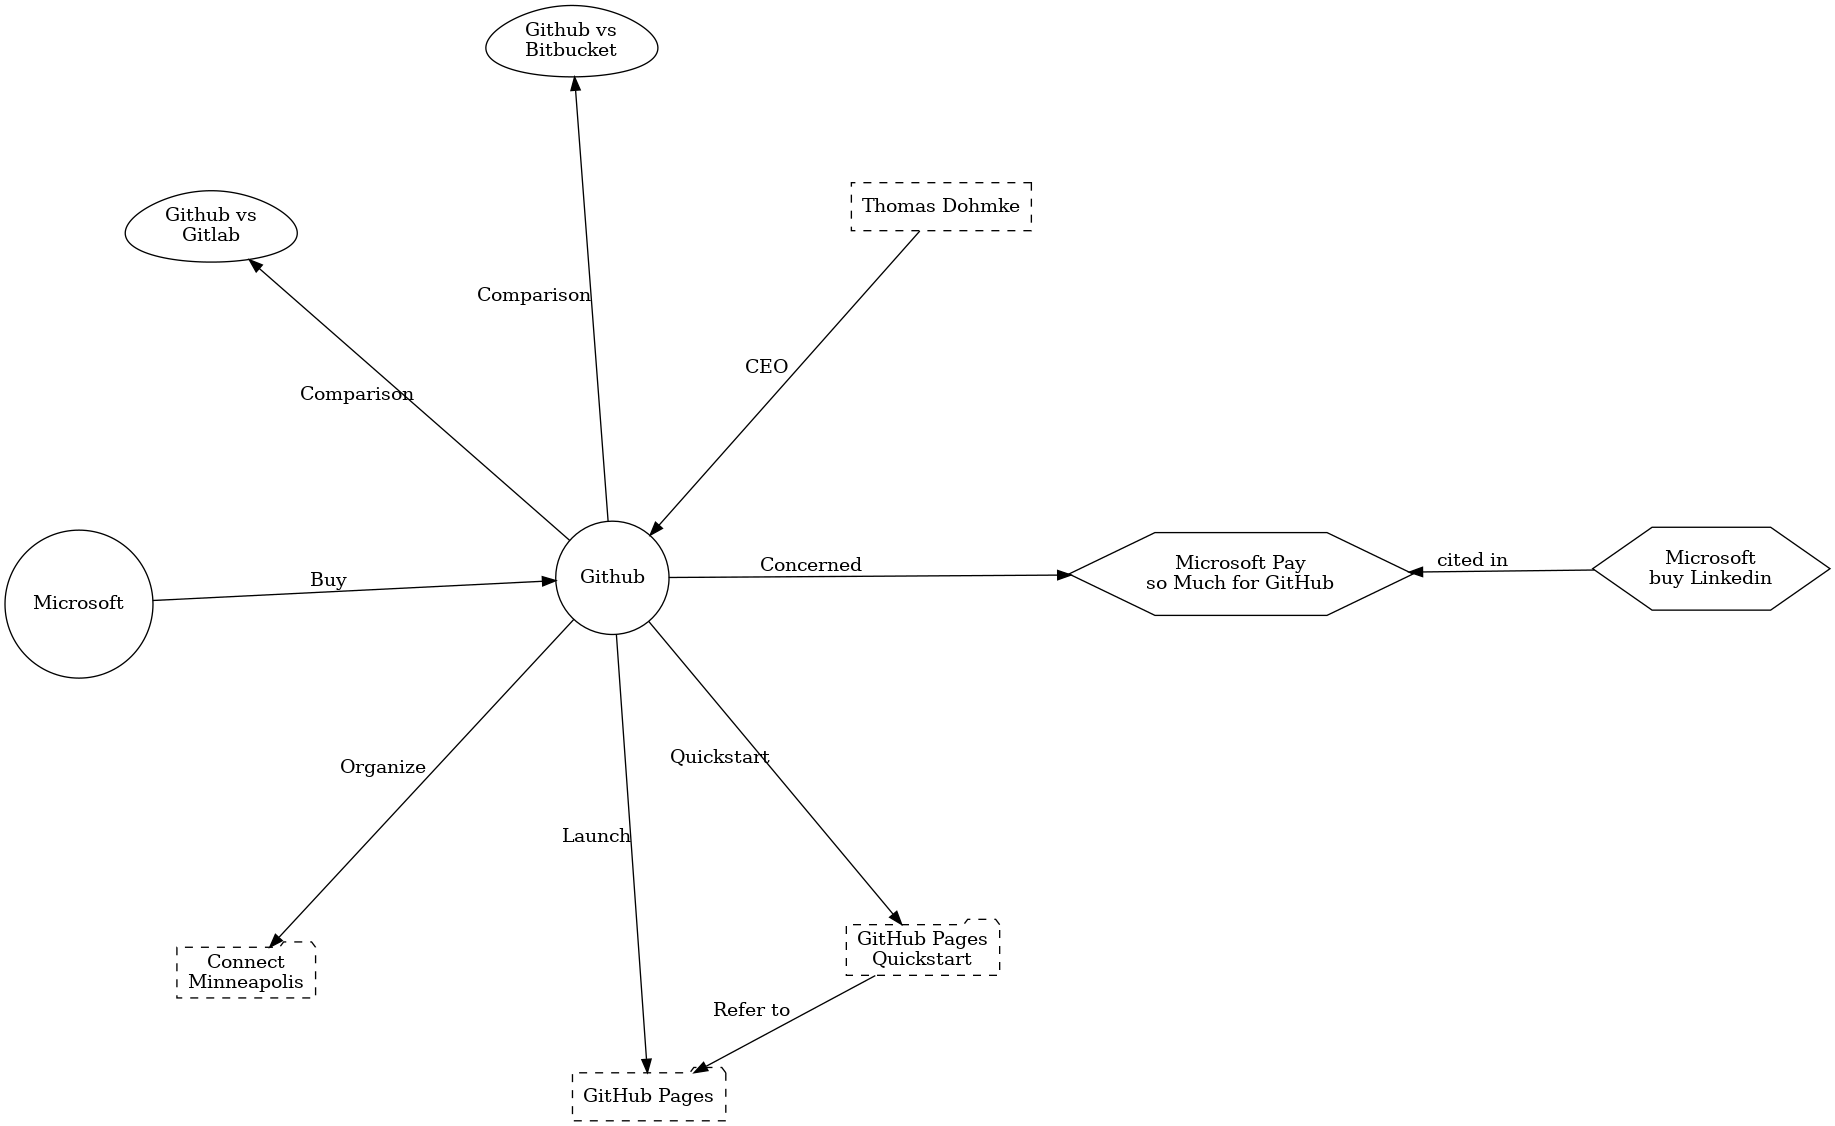 Github vs
Bitbucket
Thomas Dohmke
Github vs
Gitlab
Comparison
CEO
Comparison
Microsoft
buy Linkedin
cited in
Microsoft Pay
so Much for GitHub
Concerned
Github
Buy
Microsoft
Quickstart
Organize
Launch
GitHub Pages
Quickstart
Connect
Minneapolis
Refer to
GitHub Pages